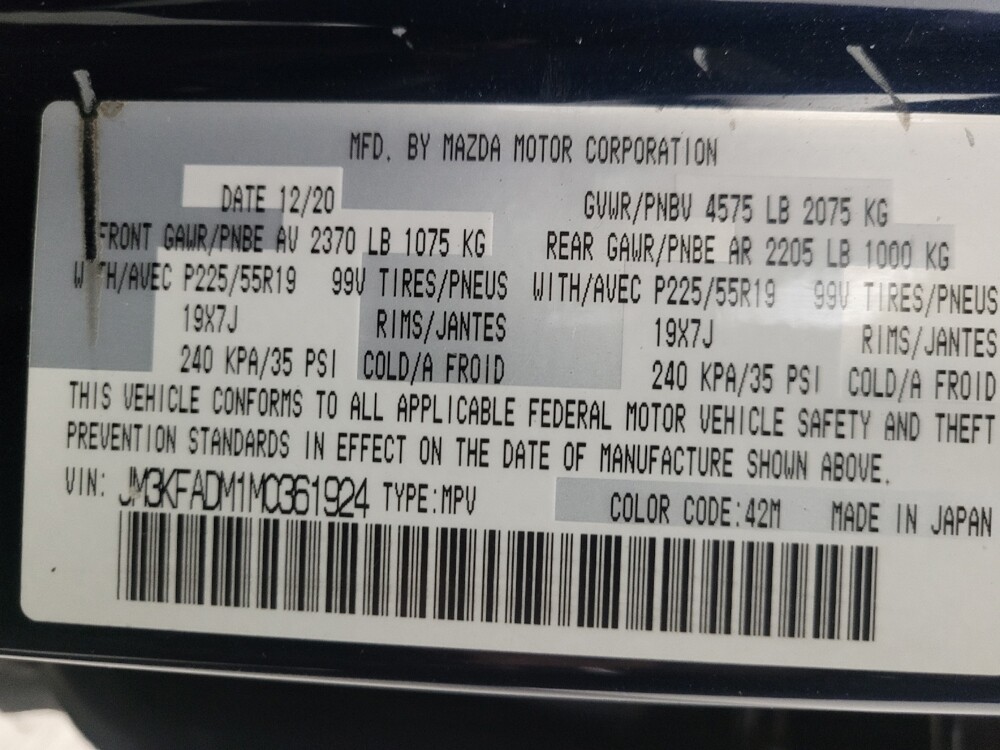 MFD. BY MAZDA MOTOR CORPORATION
DATE 12/20 GVWR/PNBV 4575 LB 2075 KG
FRONT GAWR/PNBE AV 2370 LB 1075 KG REAR GAWR/PNBE AR 2205 LB 1000 KG
WITH/AVEC P225/55R19 99V TIRES/PNEUS WITH/AVEC P225/55R19 99V TIRES/PNEUS
19X7J RIMS/JANTES 19X7J RIMS/JANTES
240 KPA/35 PSI COLD/A FROID 240 KPA/35 PSI COLD/A FROID
THIS VEHICLE CONFORMS TO ALL APPLICABLE FEDERAL MOTOR VEHICLE SAFETY AND THEFT
PREVENTION STANDARDS IN EFFECT ON THE DATE OF MANUFACTURE SHOWN ABOVE.
VIN: JM3KFADM1M0361924 TYPE:MPV COLOR CODE:42M MADE IN JAPAN